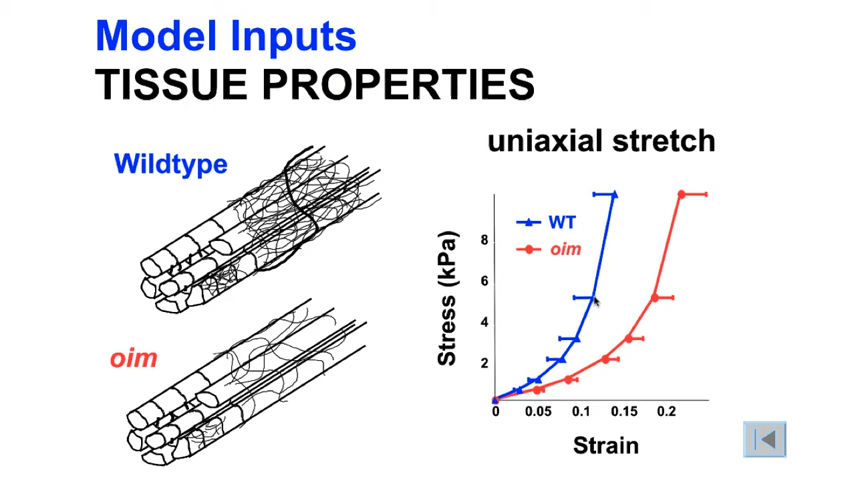 Model Inputs
TISSUE PROPERTIES
Wildtype
oim
uniaxial stretch
WT
oim
Stress (kPa)
8
6
4
2
0 0.05 0.1 0.15 0.2
Strain